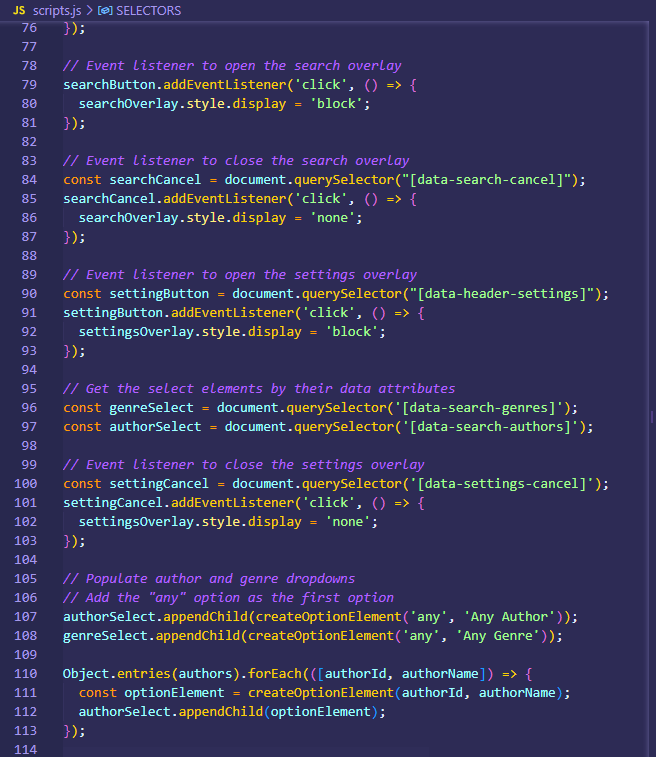 JS scripts.js > SELECTORS
76 });
77
78 // Event listener to open the search overlay
79 searchButton.addEventListener('click', () => {
80   searchOverlay.style.display = 'block';
81 });
82
83 // Event listener to close the search overlay
84 const searchCancel = document.querySelector("[data-search-cancel]");
85 searchCancel.addEventListener('click', () => {
86   searchOverlay.style.display = 'none';
87 });
88
89 // Event listener to open the settings overlay
90 const settingButton = document.querySelector("[data-header-settings]");
91 settingButton.addEventListener('click', () => {
92   settingsOverlay.style.display = 'block';
93 });
94
95 // Get the select elements by their data attributes
96 const genreSelect = document.querySelector('[data-search-genres]');
97 const authorSelect = document.querySelector('[data-search-authors]');
98
99 // Event listener to close the settings overlay
100 const settingCancel = document.querySelector('[data-settings-cancel]');
101 settingCancel.addEventListener('click', () => {
102   settingsOverlay.style.display = 'none';
103 });
104
105 // Populate author and genre dropdowns
106 // Add the "any" option as the first option
107 authorSelect.appendChild(createOptionElement('any', 'Any Author'));
108 genreSelect.appendChild(createOptionElement('any', 'Any Genre'));
109
110 Object.entries(authors).forEach(([authorId, authorName]) => {
111   const optionElement = createOptionElement(authorId, authorName);
112   authorSelect.appendChild(optionElement);
113 });
114